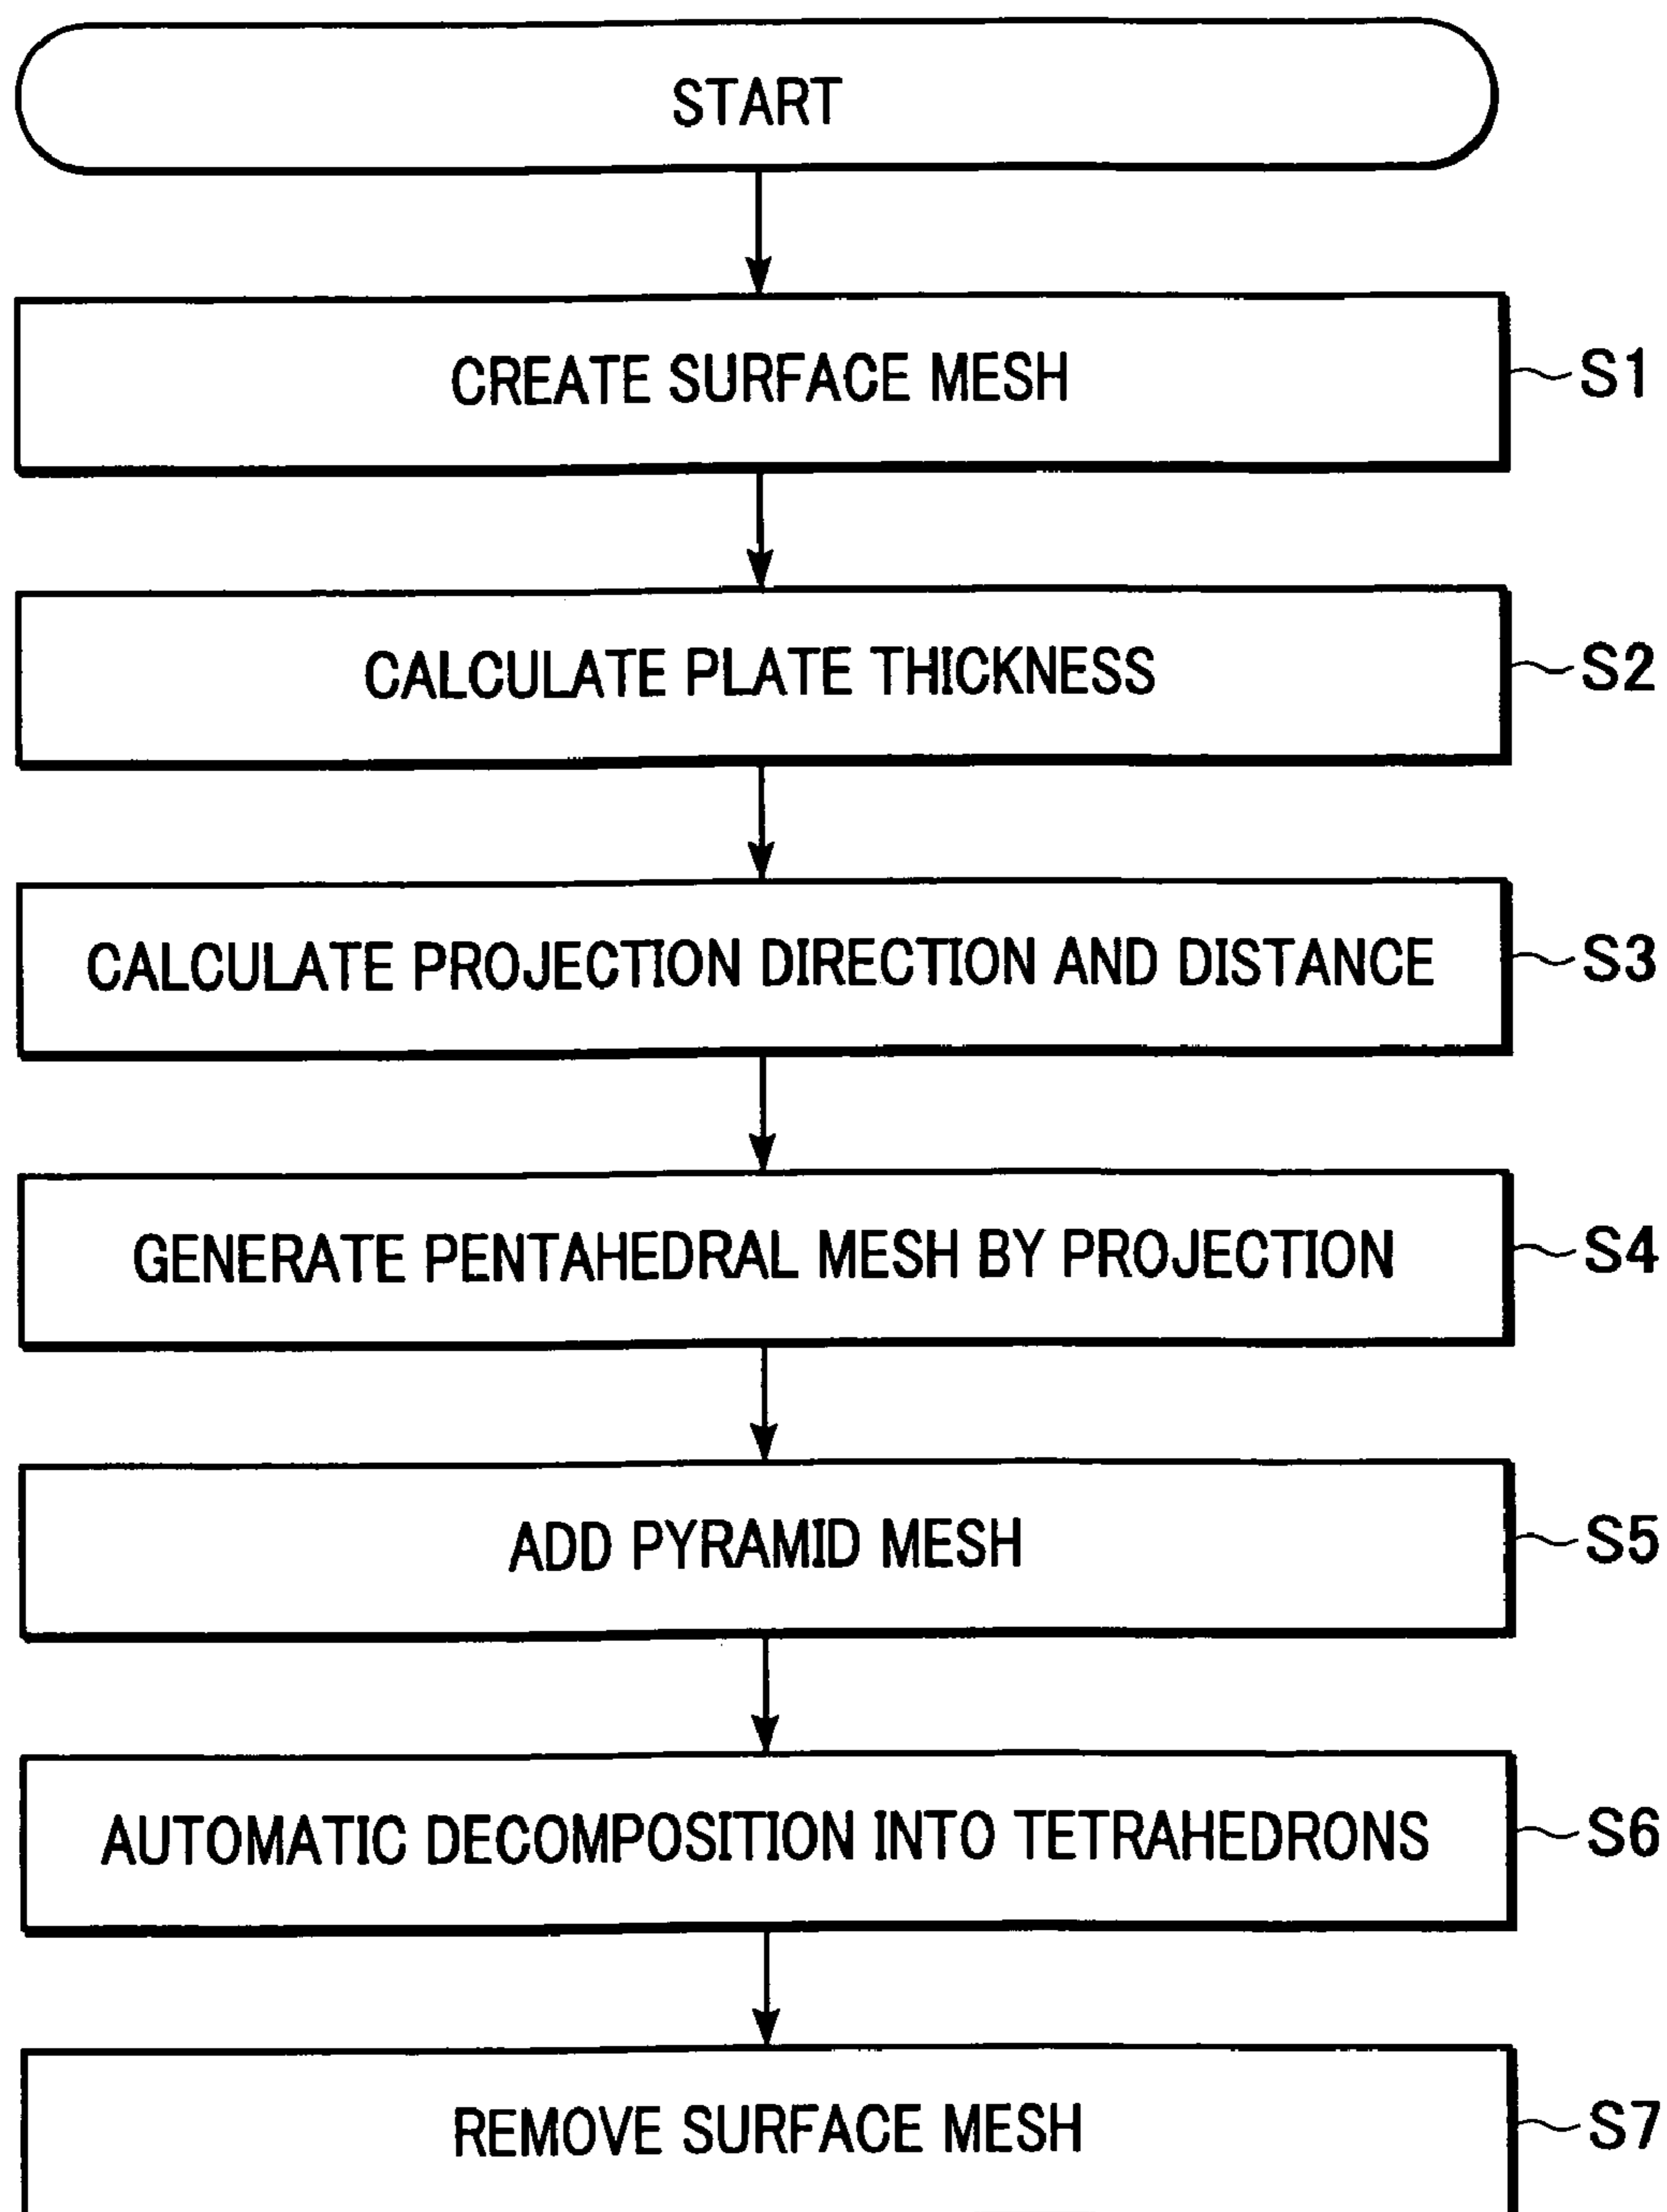 START
CREATE SURFACE MESH
S1
CALCULATE PLATE THICKNESS
S2
CALCULATE PROJECTION DIRECTION AND DISTANCE
S3
GENERATE PENTAHEDRAL MESH BY PROJECTION
S4
ADD PYRAMID MESH
S5
AUTOMATIC DECOMPOSITION INTO TETRAHEDRONS
S6
REMOVE SURFACE MESH
S7